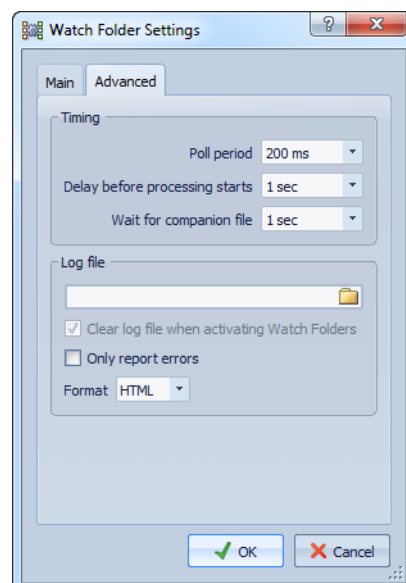 Watch Folder Settings
?
Main Advanced
Timing
Poll period 200 ms
Delay before processing starts 1 sec
Wait for companion file 1 sec
Log file
Clear log file when activating Watch Folders
Only report errors
Format HTML
OK Cancel